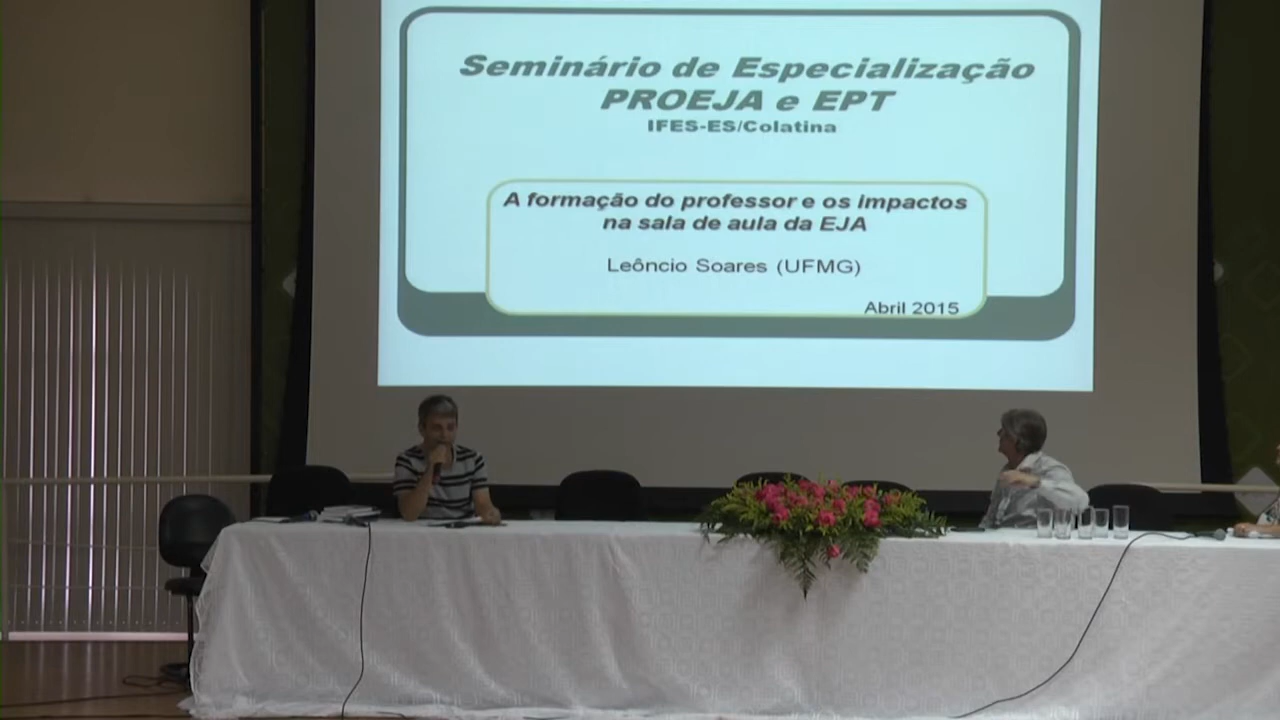 Seminário de Especialização
PROEJA e EPT
IFES-ES/Colatina
A formação do professor e os impactos
na sala de aula da EJA
Leôncio Soares (UFMG)
Abril 2015